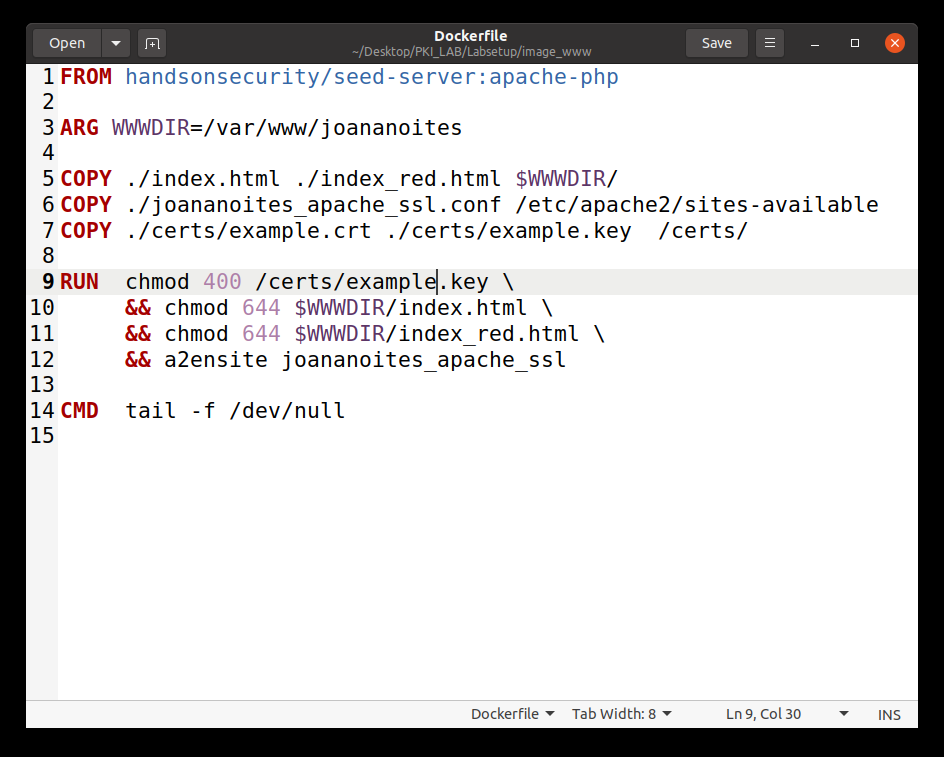 Open
Dockerfile
~/Desktop/PKI_LAB/Labsetup/image_www
Save
1 FROM handsonsecurity/seed-server:apache-php
2
3 ARG WWWDIR=/var/www/joananoites
4
5 COPY ./index.html ./index_red.html $WWWDIR/
6 COPY ./joananoites_apache_ssl.conf /etc/apache2/sites-available
7 COPY ./certs/example.crt ./certs/example.key  /certs/
8
9 RUN  chmod 400 /certs/example.key \
10      && chmod 644 $WWWDIR/index.html \
11      && chmod 644 $WWWDIR/index_red.html \
12      && a2ensite joananoites_apache_ssl
13
14 CMD  tail -f /dev/null
15
Dockerfile Tab Width: 8 Ln 9, Col 30 INS